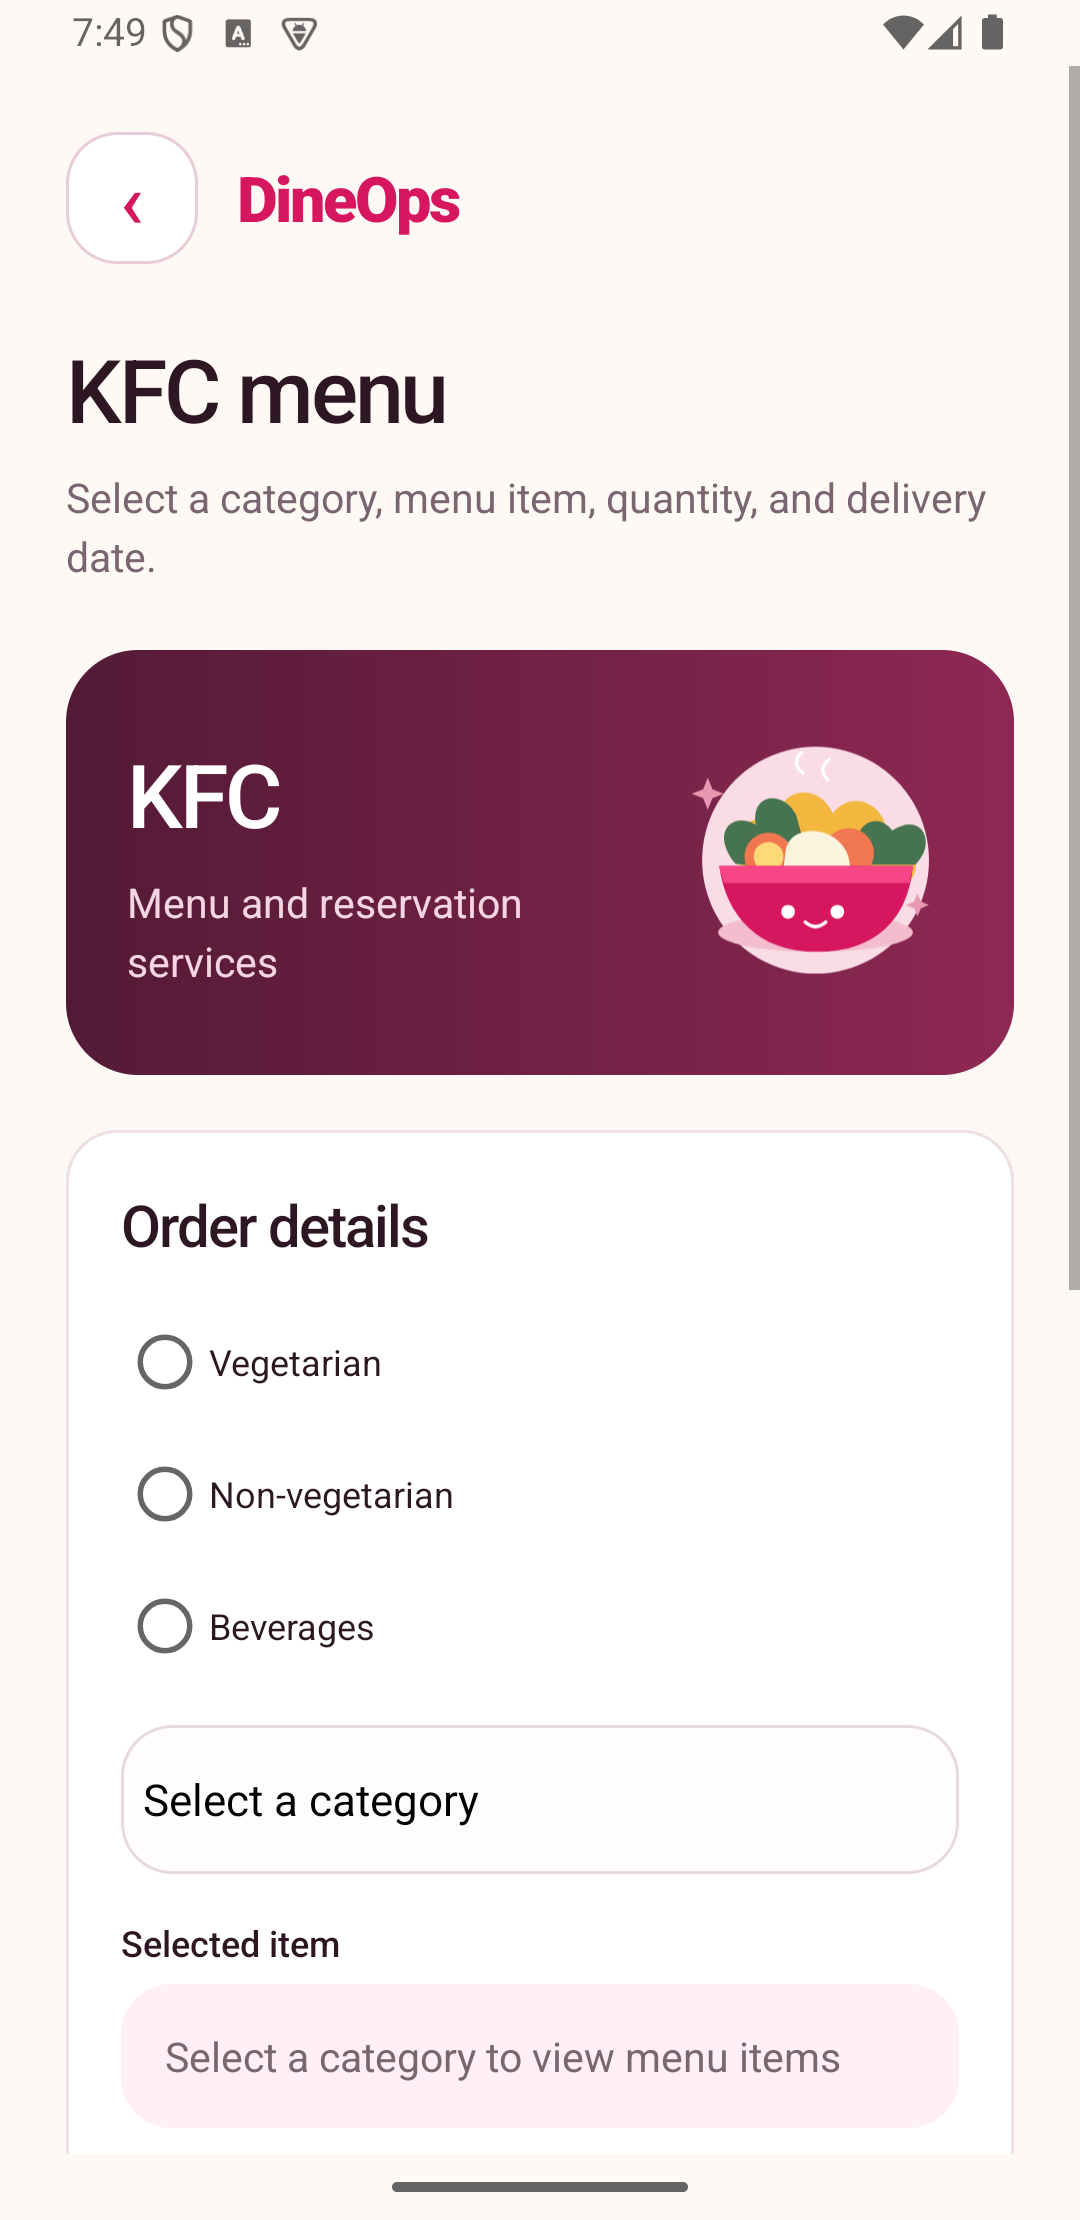 7:49
DineOps
KFC menu
Select a category, menu item, quantity, and delivery
date.
KFC
Menu and reservation
services
Order details
Vegetarian
Non-vegetarian
Beverages
Select a category
Selected item
Select a category to view menu items